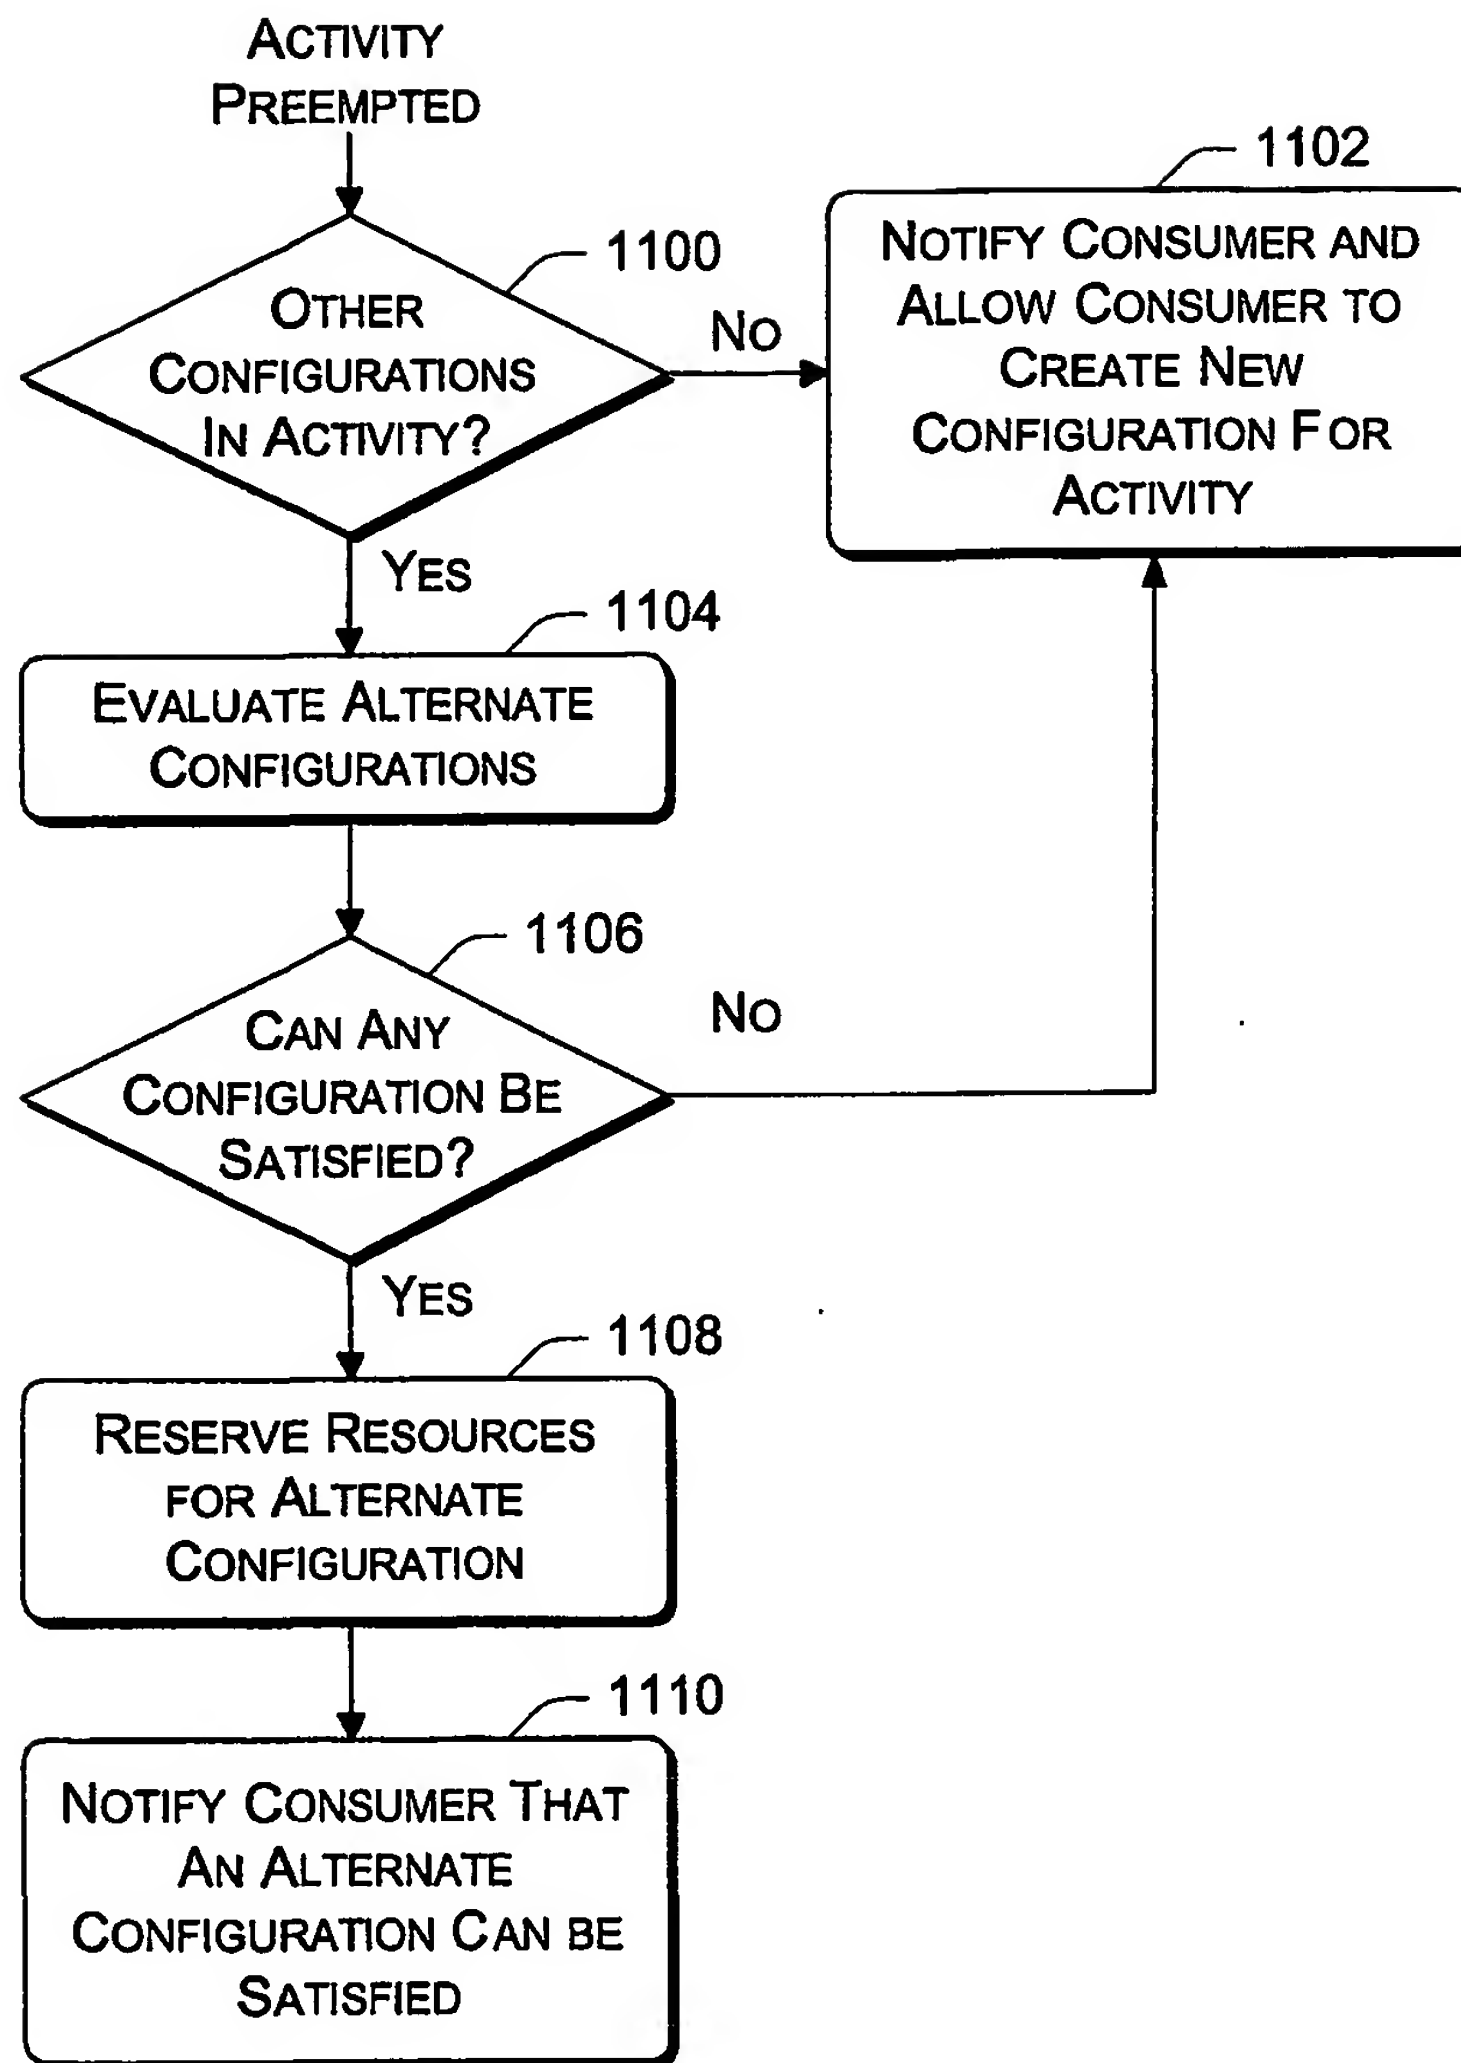 ACTIVITY
PREEMPTED
1100
OTHER
CONFIGURATIONS
IN ACTIVITY?
NO
1102
NOTIFY CONSUMER AND
ALLOW CONSUMER TO
CREATE NEW
CONFIGURATION FOR
ACTIVITY
YES
1104
EVALUATE ALTERNATE
CONFIGURATIONS
1106
CAN ANY
CONFIGURATION BE
SATISFIED?
NO
YES
1108
RESERVE RESOURCES
FOR ALTERNATE
CONFIGURATION
1110
NOTIFY CONSUMER THAT
AN ALTERNATE
CONFIGURATION CAN BE
SATISFIED